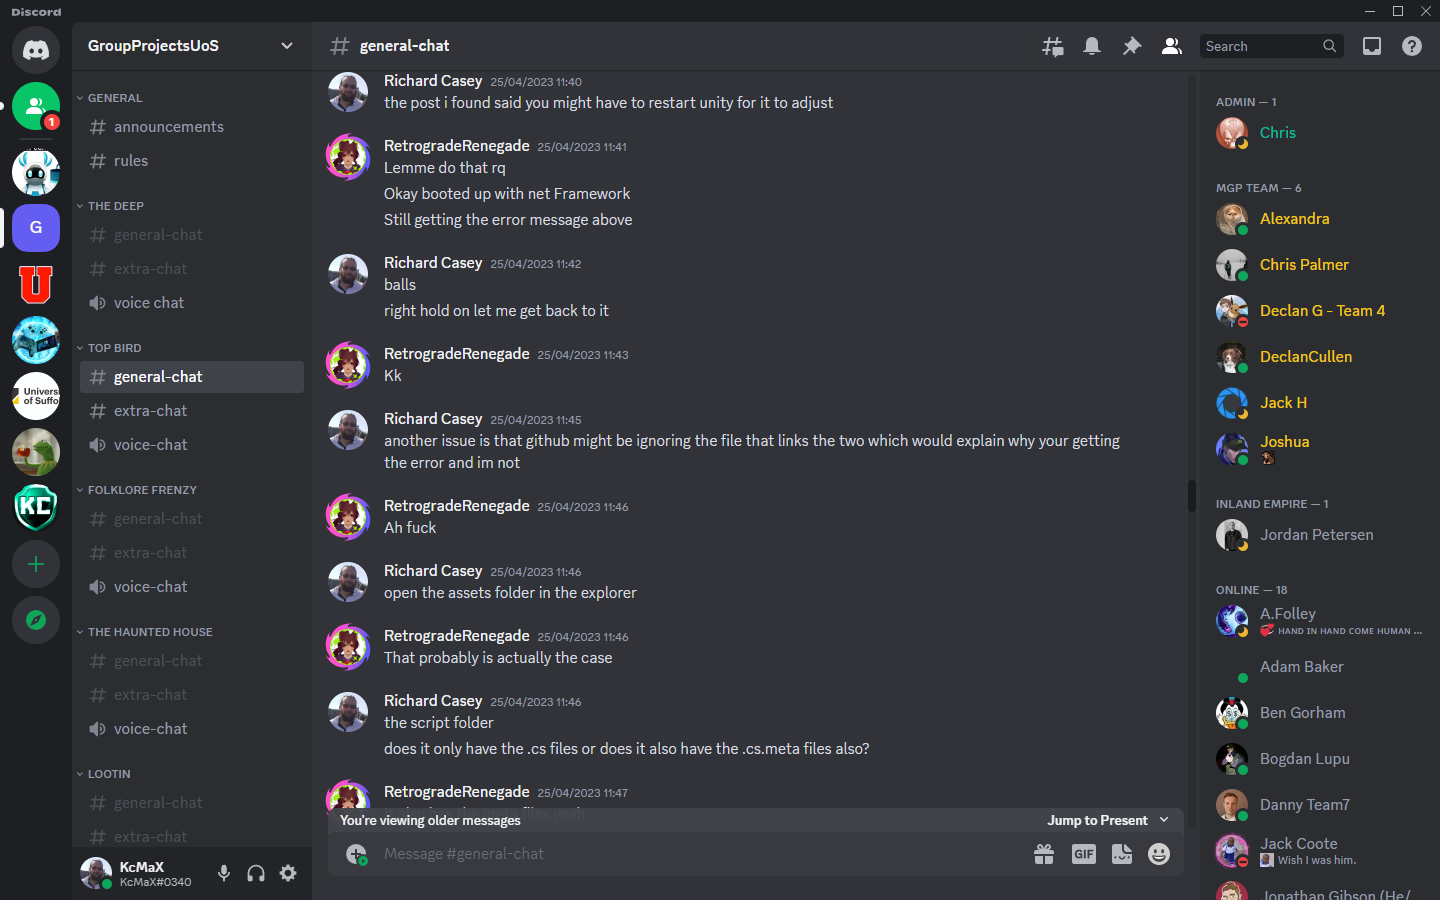 Discord
GroupProjectsUoS
general-chat
Search
1
G
U
Univers
of Suffo
KC
GENERAL
announcements
rules
THE DEEP
general-chat
extra-chat
voice chat
TOP BIRD
general-chat
extra-chat
voice-chat
FOLKLORE FRENZY
general-chat
extra-chat
voice-chat
THE HAUNTED HOUSE
general-chat
extra-chat
voice-chat
LOOTIN
general-chat
extra-chat
KcMaX
KcMaX#0340
Richard Casey 25/04/2023 11:40
the post i found said you might have to restart unity for it to adjust
RetrogradeRenegade 25/04/2023 11:41
Lemme do that rq
Okay booted up with net Framework
Still getting the error message above
Richard Casey 25/04/2023 11:42
balls
right hold on let me get back to it
RetrogradeRenegade 25/04/2023 11:43
Kk
Richard Casey 25/04/2023 11:45
another issue is that github might be ignoring the file that links the two which would explain why your getting
the error and im not
RetrogradeRenegade 25/04/2023 11:46
Ah fuck
Richard Casey 25/04/2023 11:46
open the assets folder in the explorer
RetrogradeRenegade 25/04/2023 11:46
That probably is actually the case
Richard Casey 25/04/2023 11:46
the script folder
does it only have the .cs files or does it also have the .cs.meta files also?
RetrogradeRenegade 25/04/2023 11:47
files yeah
You're viewing older messages
Jump to Present
Message #general-chat
GIF
ADMIN — 1
Chris
MGP TEAM — 6
Alexandra
Chris Palmer
Declan G - Team 4
DeclanCullen
Jack H
Joshua
INLAND EMPIRE — 1
Jordan Petersen
ONLINE — 18
A.Folley
HAND IN HAND COME HUMAN ...
Adam Baker
Ben Gorham
Bogdan Lupu
Danny Team7
Jack Coote
Wish I was him.
Jonathan Gibson (He/